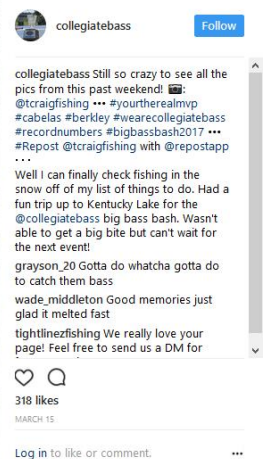 collegiatebass
Follow
collegiatebass Still so crazy to see all the
pics from this past weekend! 📷:
@tcraigfishing ••• #yourtherealmvp
#cabelas #berkley #wearecollegiatebass
#recordnumbers #bigbassbash2017 •••
#Repost @tcraigfishing with @repostapp
・・・
Well I can finally check fishing in the
snow off of my list of things to do. Had a
fun trip up to Kentucky Lake for the
@collegiatebass big bass bash. Wasn't
able to get a big bite but can't wait for
the next event!
grayson_20 Gotta do whatcha gotta do
to catch them bass
wade_middleton Good memories just
glad it melted fast
tightlinezfishing We really love your
page! Feel free to send us a DM for
318 likes
MARCH 15
Log in to like or comment.